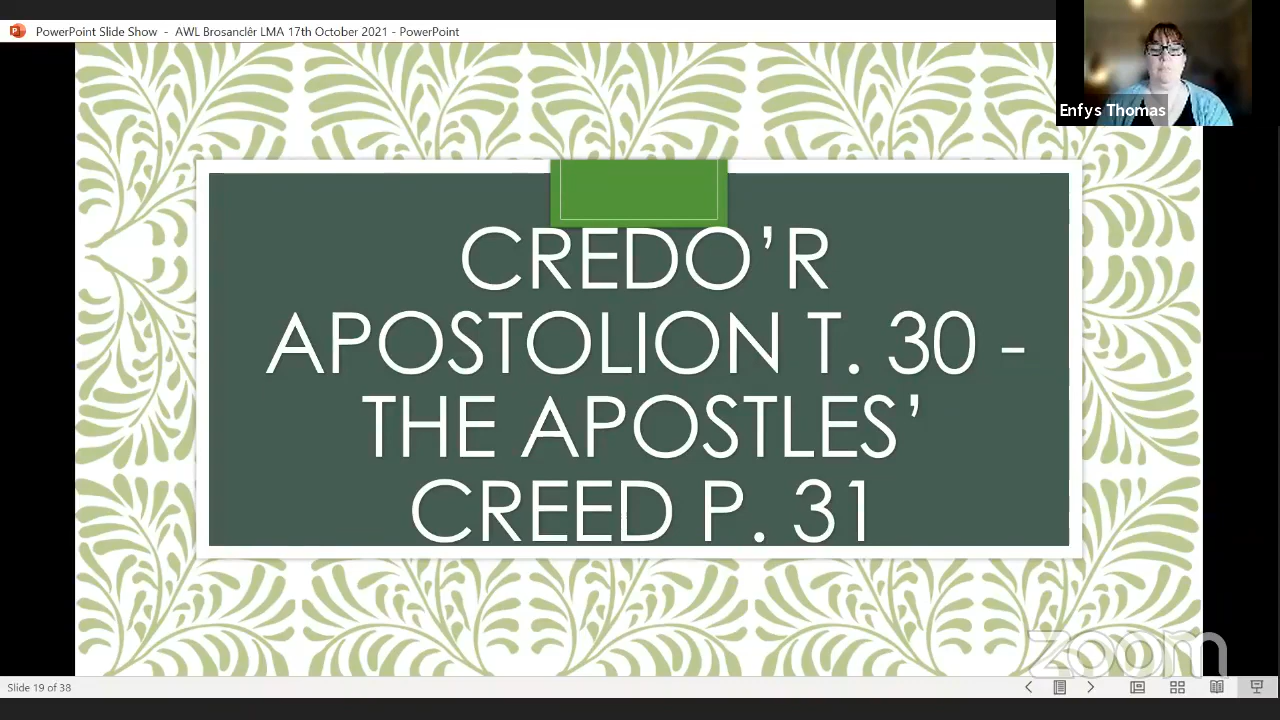 PowerPoint Slide Show - AWL Brosanclêr LMA 17th October 2021 - PowerPoint
Enfys Thomas
CREDO’R
APOSTOLION T. 30 -
THE APOSTLES’
CREED P. 31
zoom
Slide 19 of 38